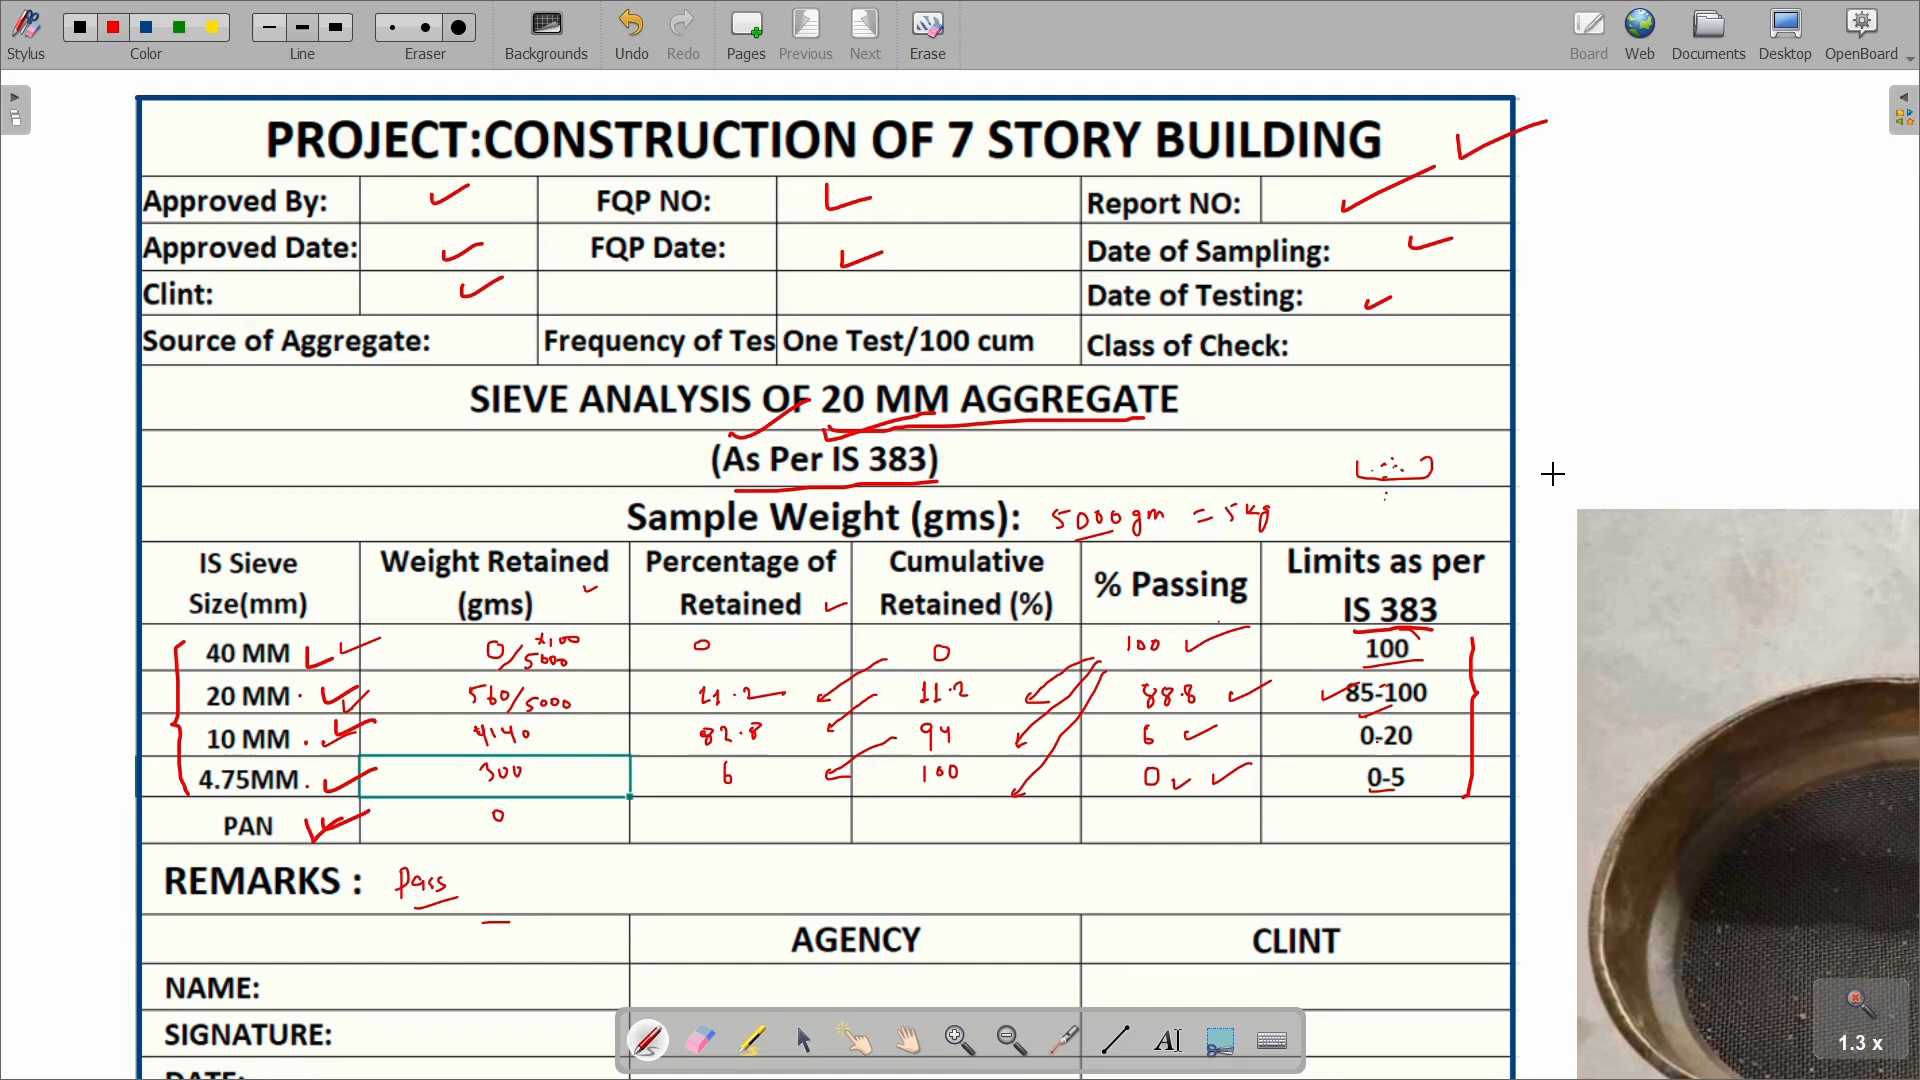 Stylus Color Line Eraser Backgrounds Undo Redo Pages Previous Next Erase Board Web Documents Desktop OpenBoard
PROJECT:CONSTRUCTION OF 7 STORY BUILDING
Approved By: FQP NO: Report NO:
Approved Date: FQP Date: Date of Sampling:
Clint: Date of Testing:
Source of Aggregate: Frequency of Tes One Test/100 cum Class of Check:
SIEVE ANALYSIS OF 20 MM AGGREGATE
(As Per IS 383)
Sample Weight (gms): 5000gm = 5kg
IS Sieve Size(mm) Weight Retained (gms) Percentage of Retained Cumulative Retained (%) % Passing Limits as per IS 383
40 MM 0/5000 ×100 0 0 100 100
20 MM 560/5000 11.2 11.2 88.8 85-100
10 MM 4140 82.8 94 6 0-20
4.75MM 300 6 100 0 0-5
PAN 0
REMARKS : Pass
AGENCY CLINT
NAME:
SIGNATURE:
DATE:
1.3 x